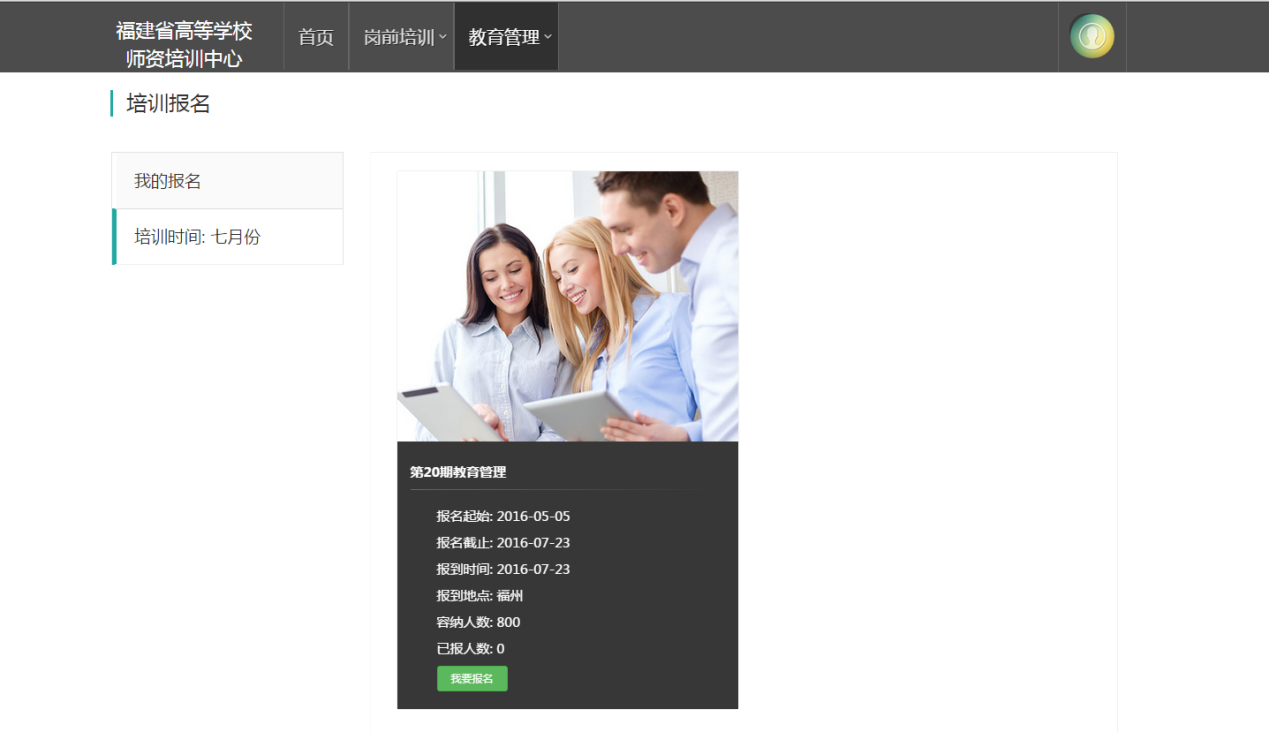 福建省高等学校
师资培训中心
首页
岗前培训
教育管理
培训报名
我的报名
培训时间: 七月份
第20期教育管理
报名起始: 2016-05-05
报名截止: 2016-07-23
报到时间: 2016-07-23
报到地点: 福州
容纳人数: 800
已报人数: 0
我要报名